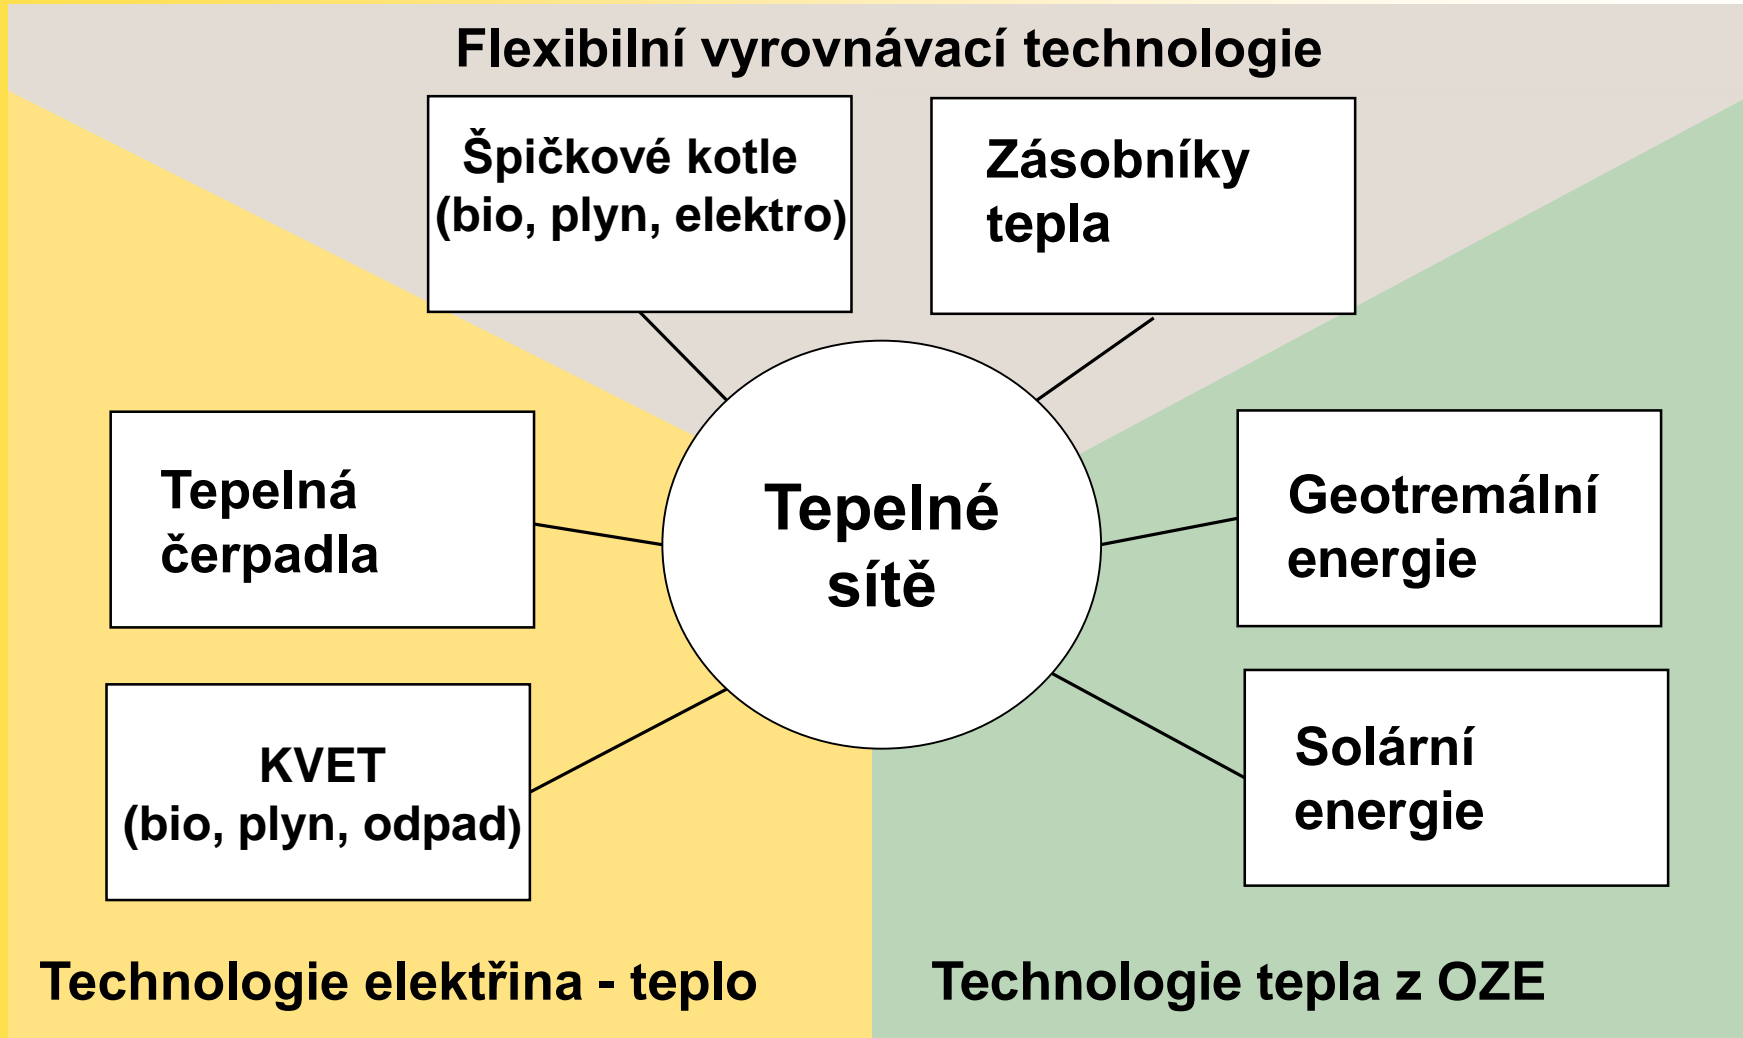 Flexibilní vyrovnávací technologie
Špičkové kotle
(bio, plyn, elektro)
Zásobníky
tepla
Tepelná
čerpadla
Tepelné
sítě
Geotremální
energie
KVET
(bio, plyn, odpad)
Solární
energie
Technologie elektřina - teplo
Technologie tepla z OZE